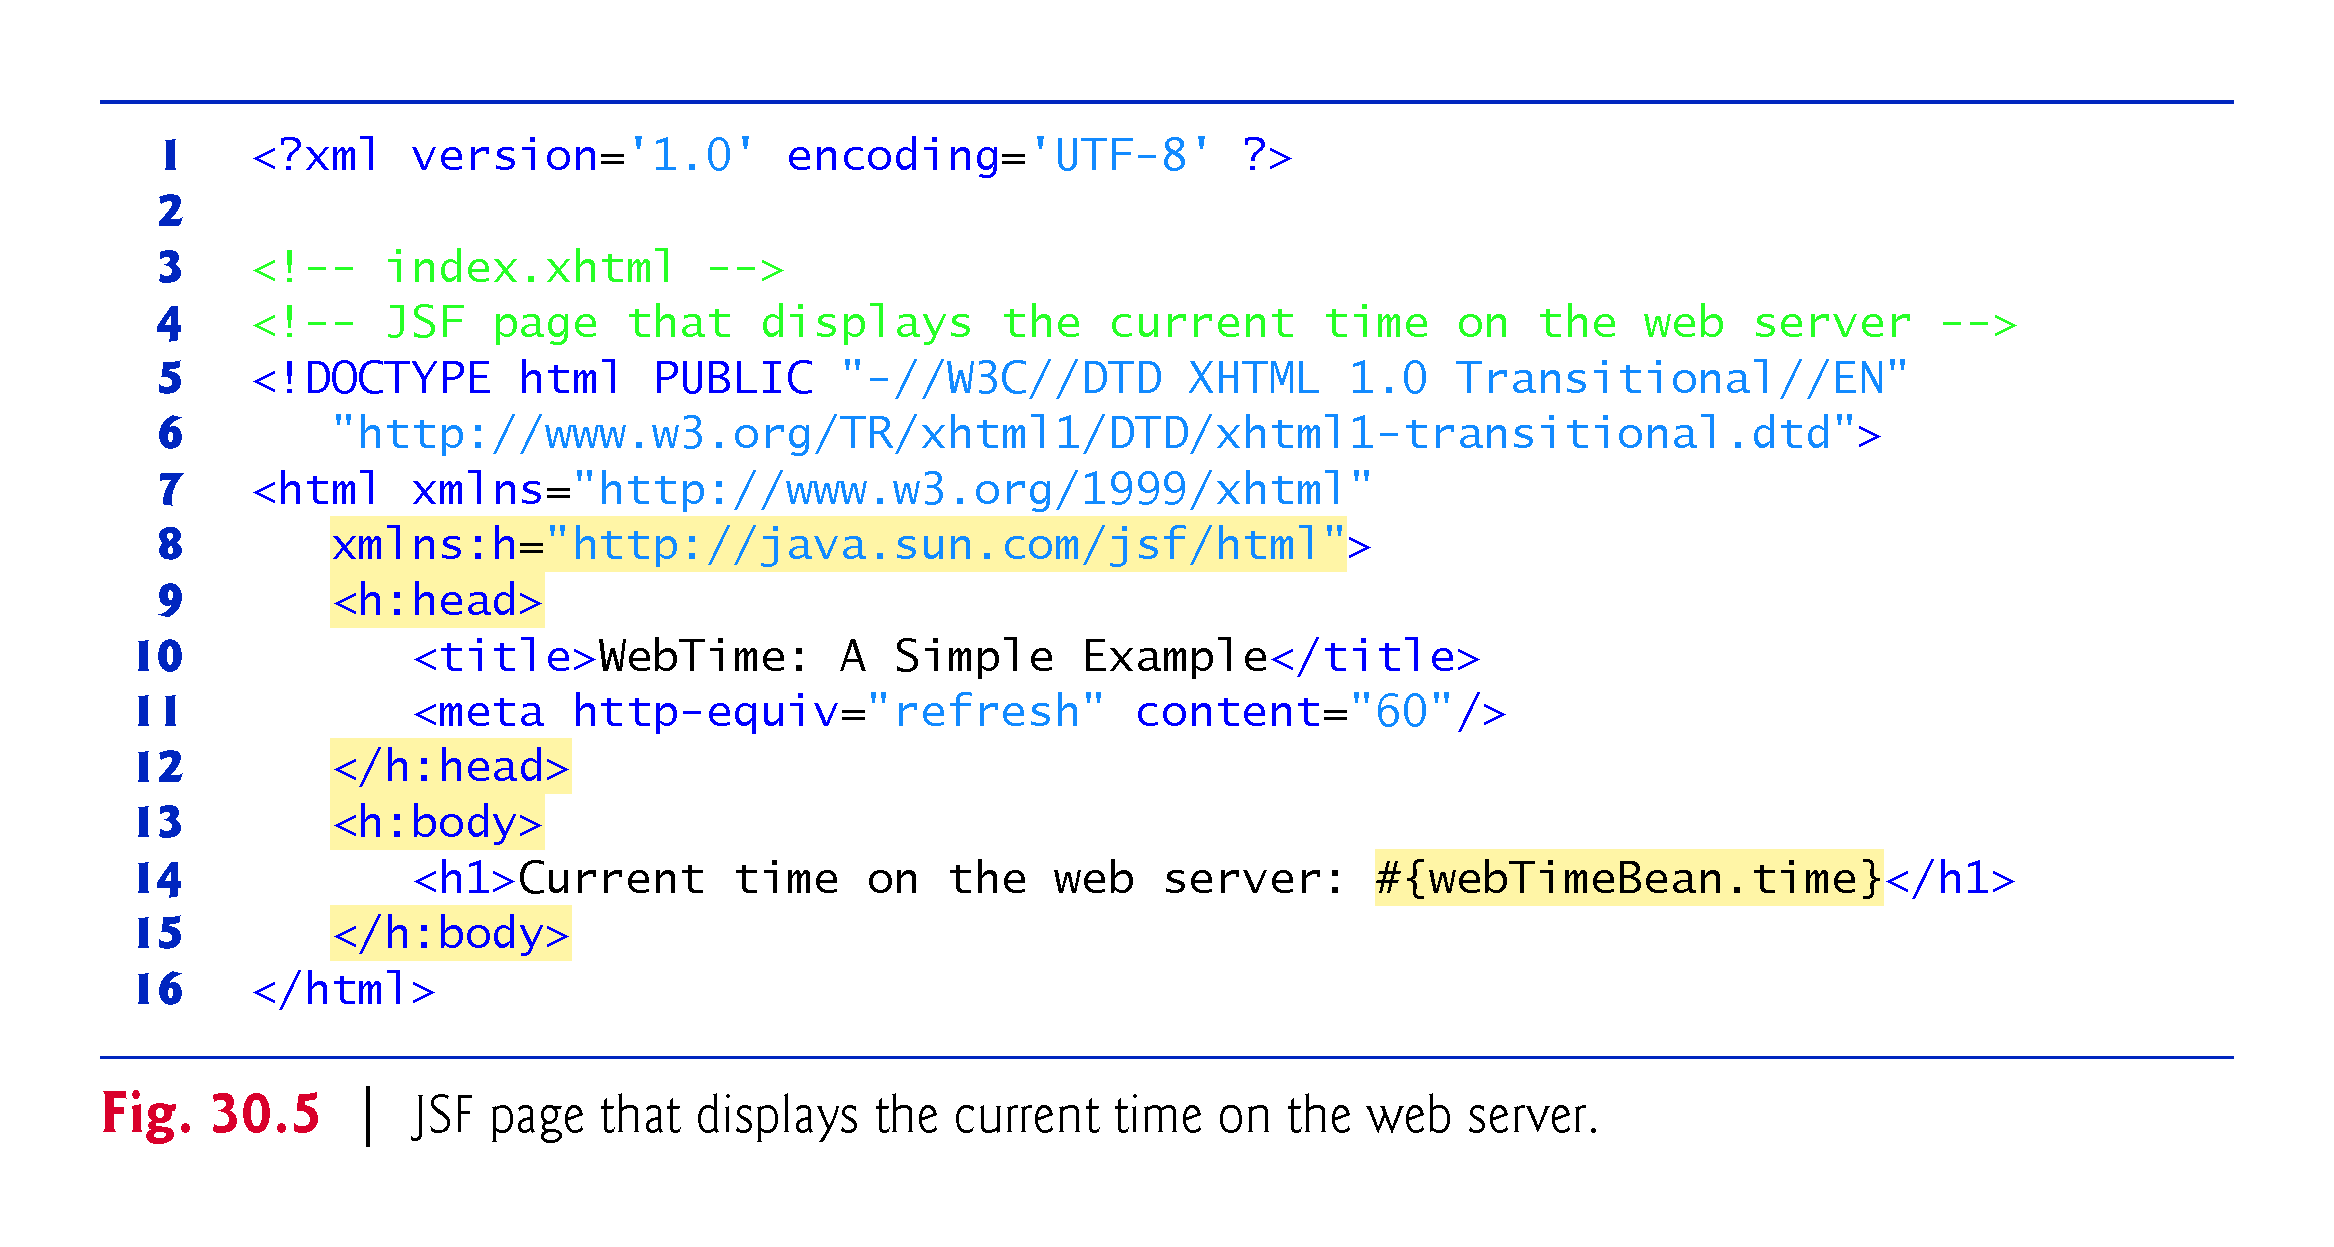 1 <?xml version='1.0' encoding='UTF-8' ?>
2
3 <!-- index.xhtml -->
4 <!-- JSF page that displays the current time on the web server -->
5 <!DOCTYPE html PUBLIC "-//W3C//DTD XHTML 1.0 Transitional//EN"
6    "http://www.w3.org/TR/xhtml1/DTD/xhtml1-transitional.dtd">
7 <html xmlns="http://www.w3.org/1999/xhtml"
8    xmlns:h="http://java.sun.com/jsf/html">
9    <h:head>
10       <title>WebTime: A Simple Example</title>
11       <meta http-equiv="refresh" content="60"/>
12    </h:head>
13    <h:body>
14       <h1>Current time on the web server: #{webTimeBean.time}</h1>
15    </h:body>
16 </html>
Fig. 30.5 | JSF page that displays the current time on the web server.